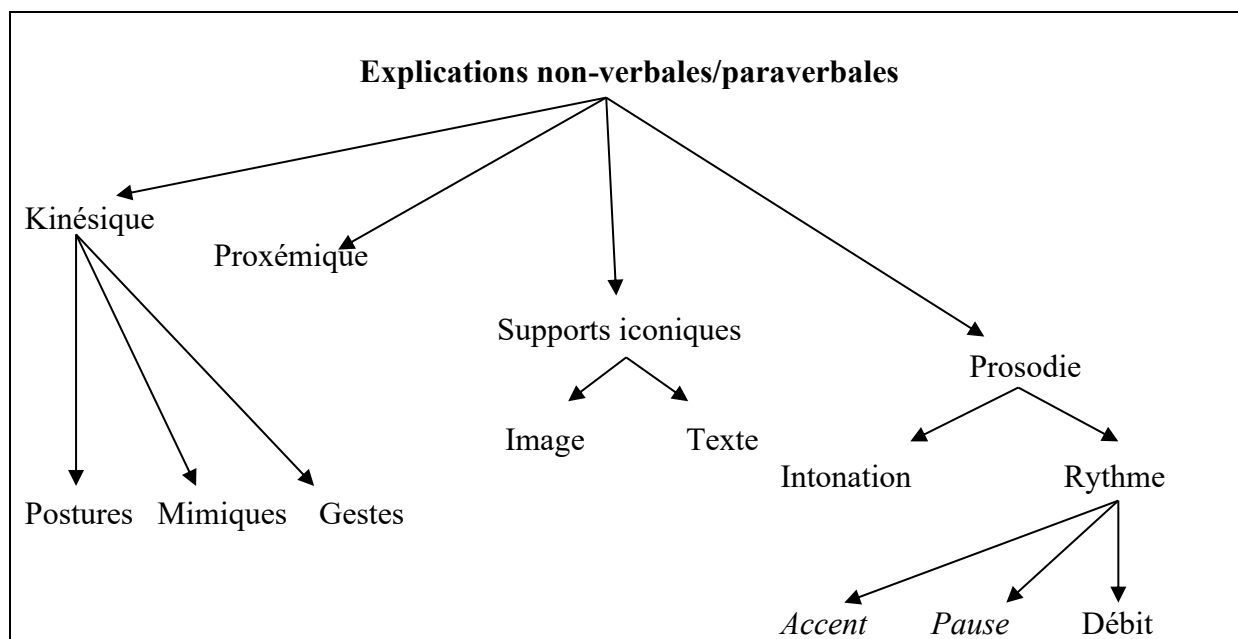 Explications non-verbales/paraverbales
Kinésique
Proxémique
Supports iconiques
Prosodie
Image Texte
Intonation Rythme
Postures Mimiques Gestes
Accent Pause Débit